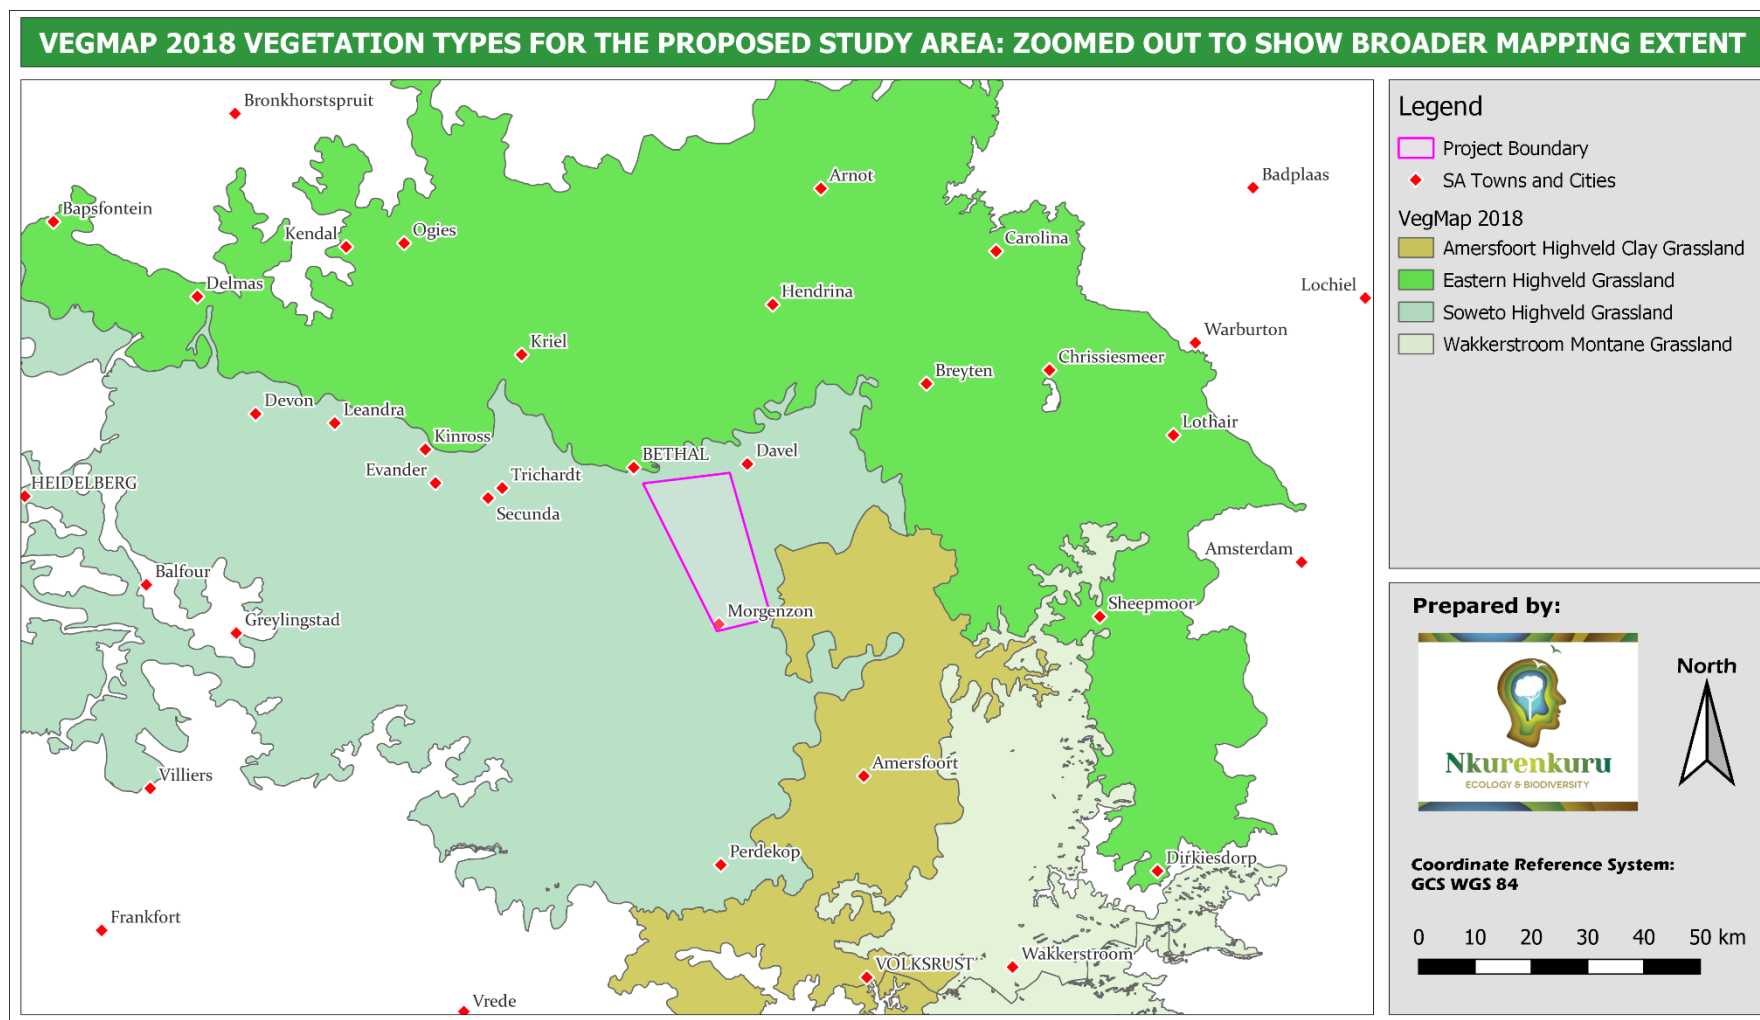 VEGMAP 2018 VEGETATION TYPES FOR THE PROPOSED STUDY AREA: ZOOMED OUT TO SHOW BROADER MAPPING EXTENT
Bronkhorstspruit
Arnot
Badplaas
Bapsfontein
Kendal
Ogies
Carolina
Delmas
Hendrina
Lochiel
Warburton
Kriel
Chrissiesmeer
Breyten
Devon
Leandra
Lothair
Kinross
BETHAL
Davel
Evander
Trichardt
HEIDELBERG
Secunda
Amsterdam
Balfour
Sheepmoor
Morgenzon
Greylingstad
Amersfoort
Villiers
Perdekop
Dirkiesdorp
Frankfort
Wakkerstroom
VOLKSRUST
Vrede
Legend
Project Boundary
SA Towns and Cities
VegMap 2018
Amersfoort Highveld Clay Grassland
Eastern Highveld Grassland
Soweto Highveld Grassland
Wakkerstroom Montane Grassland
Prepared by:
North
Nkurenkuru
ECOLOGY & BIODIVERSITY
Coordinate Reference System:
GCS WGS 84
0 10 20 30 40 50 km